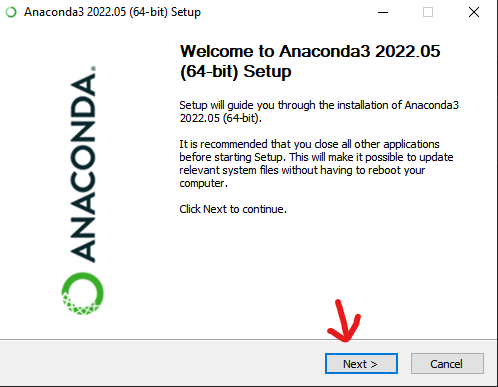 Anaconda3 2022.05 (64-bit) Setup
Welcome to Anaconda3 2022.05
(64-bit) Setup
Setup will guide you through the installation of Anaconda3
2022.05 (64-bit).
It is recommended that you close all other applications
before starting Setup. This will make it possible to update
relevant system files without having to reboot your
computer.
Click Next to continue.
ANACONDA.
Next >
Cancel